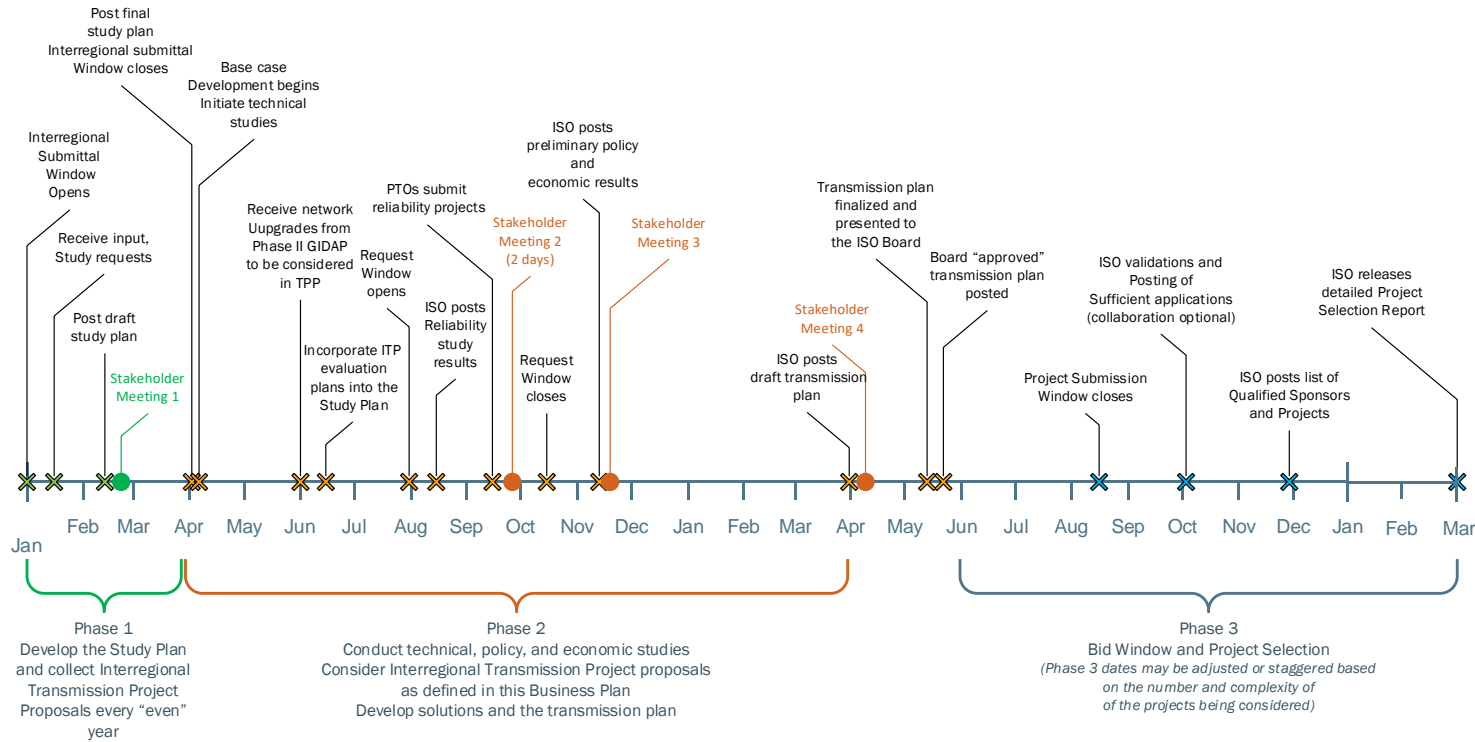 Post final
study plan
Interregional submittal
Window closes
Base case
Development begins
Initiate technical
studies
Interregional
Submittal
Window
Opens
Receive input,
Study requests
Post draft
study plan
Stakeholder
Meeting 1
Receive network
Uupgrades from
Phase II GIDAP
to be considered
in TPP
Incorporate ITP
evaluation
plans into the
Study Plan
Request
Window
opens
PTOs submit
reliability projects
ISO posts
Reliability
study
results
Stakeholder
Meeting 2
(2 days)
Request
Window
closes
ISO posts
preliminary policy
and
economic results
Stakeholder
Meeting 3
Stakeholder
Meeting 4
ISO posts
draft transmission
plan
Transmission plan
finalized and
presented to
the ISO Board
Board “approved”
transmission plan
posted
Project Submission
Window closes
ISO validations and
Posting of
Sufficient applications
(collaboration optional)
ISO posts list of
Qualified Sponsors
and Projects
ISO releases
detailed Project
Selection Report
Jan Feb Mar Apr May Jun Jul Aug Sep Oct Nov Dec Jan Feb Mar Apr May Jun Jul Aug Sep Oct Nov Dec Jan Feb Mar
Phase 1
Develop the Study Plan
and collect Interregional
Transmission Project
Proposals every “even”
year
Phase 2
Conduct technical, policy, and economic studies
Consider Interregional Transmission Project proposals
as defined in this Business Plan
Develop solutions and the transmission plan
Phase 3
Bid Window and Project Selection
(Phase 3 dates may be adjusted or staggered based
on the number and complexity of
of the projects being considered)